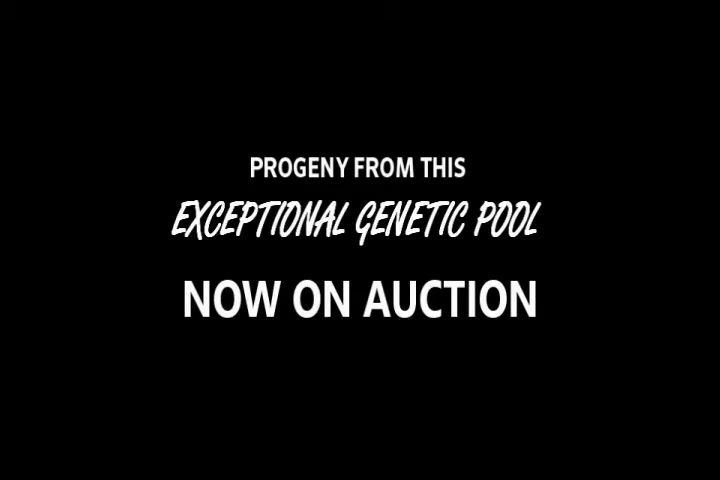 PROGENY FROM THIS
EXCEPTIONAL GENETIC POOL
NOW ON AUCTION